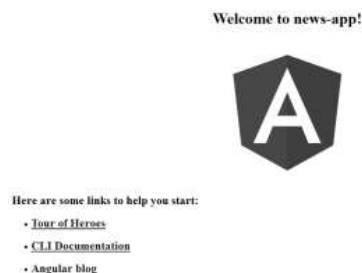 Welcome to news-app!
A
Here are some links to help you start:
• Tour of Heroes
• CLI Documentation
• Angular blog